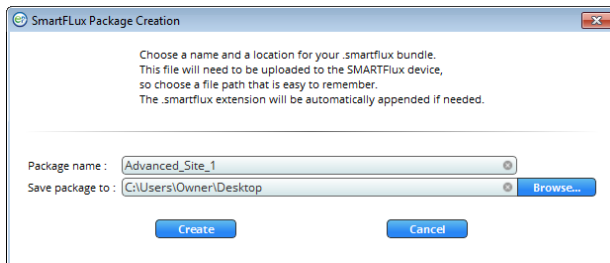 SmartFLux Package Creation
Choose a name and a location for your .smartflux bundle.
This file will need to be uploaded to the SMARTFlux device,
so choose a file path that is easy to remember.
The .smartflux extension will be automatically appended if needed.
Package name : Advanced_Site_1
Save package to : C:\Users\Owner\Desktop Browse...
Create Cancel